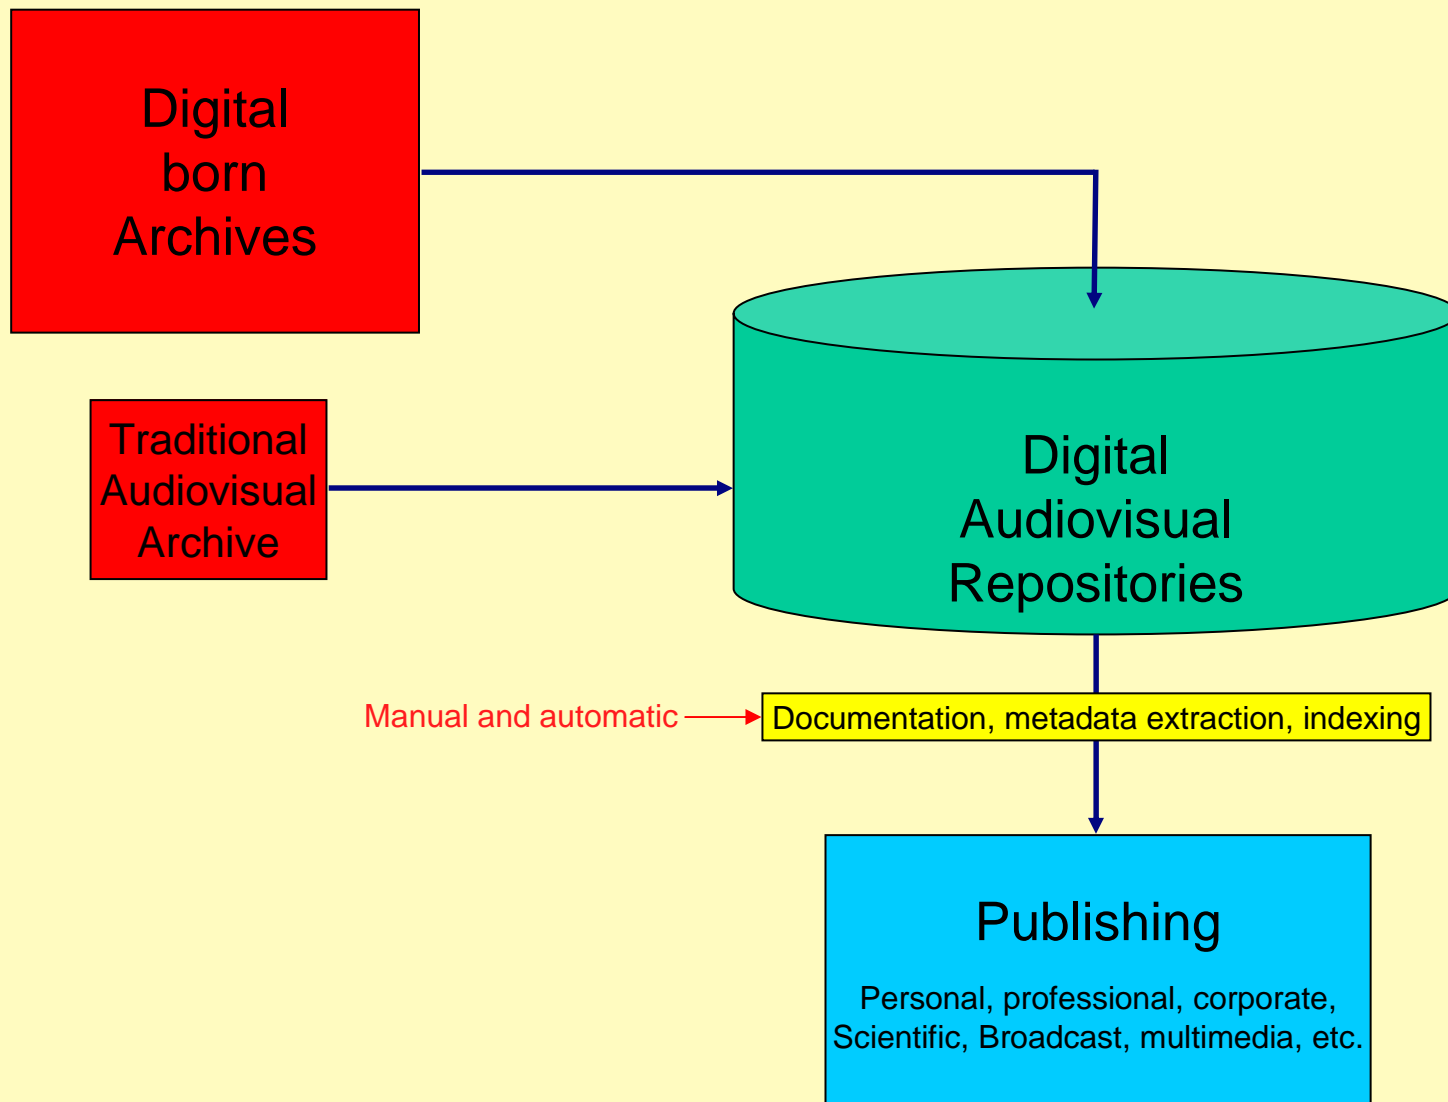 Digital
born
Archives
Traditional
Audiovisual
Archive
Digital
Audiovisual
Repositories
Manual and automatic
Documentation, metadata extraction, indexing
Publishing
Personal, professional, corporate,
Scientific, Broadcast, multimedia, etc.